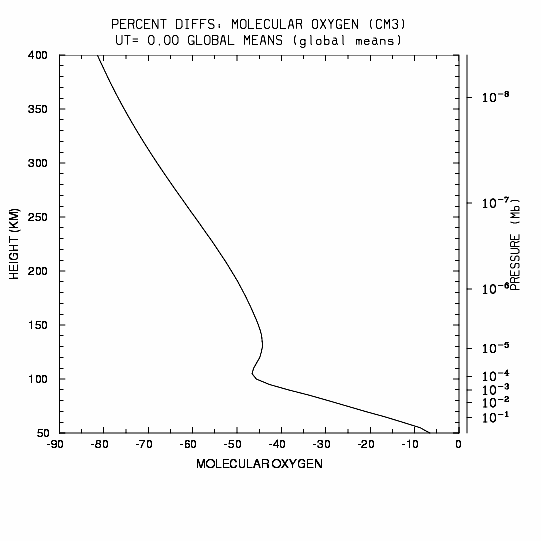 PERCENT DIFFS: MOLECULAR OXYGEN (CM3)
UT= 0.00 GLOBAL MEANS (global means)
HEIGHT (KM)
400
350
300
250
200
150
100
50
-90 -80 -70 -60 -50 -40 -30 -20 -10 0
MOLECULAR OXYGEN
10⁻⁸
10⁻⁷
10⁻⁶
10⁻⁵
10⁻⁴
10⁻³
10⁻²
10⁻¹
PRESSURE (Mb)